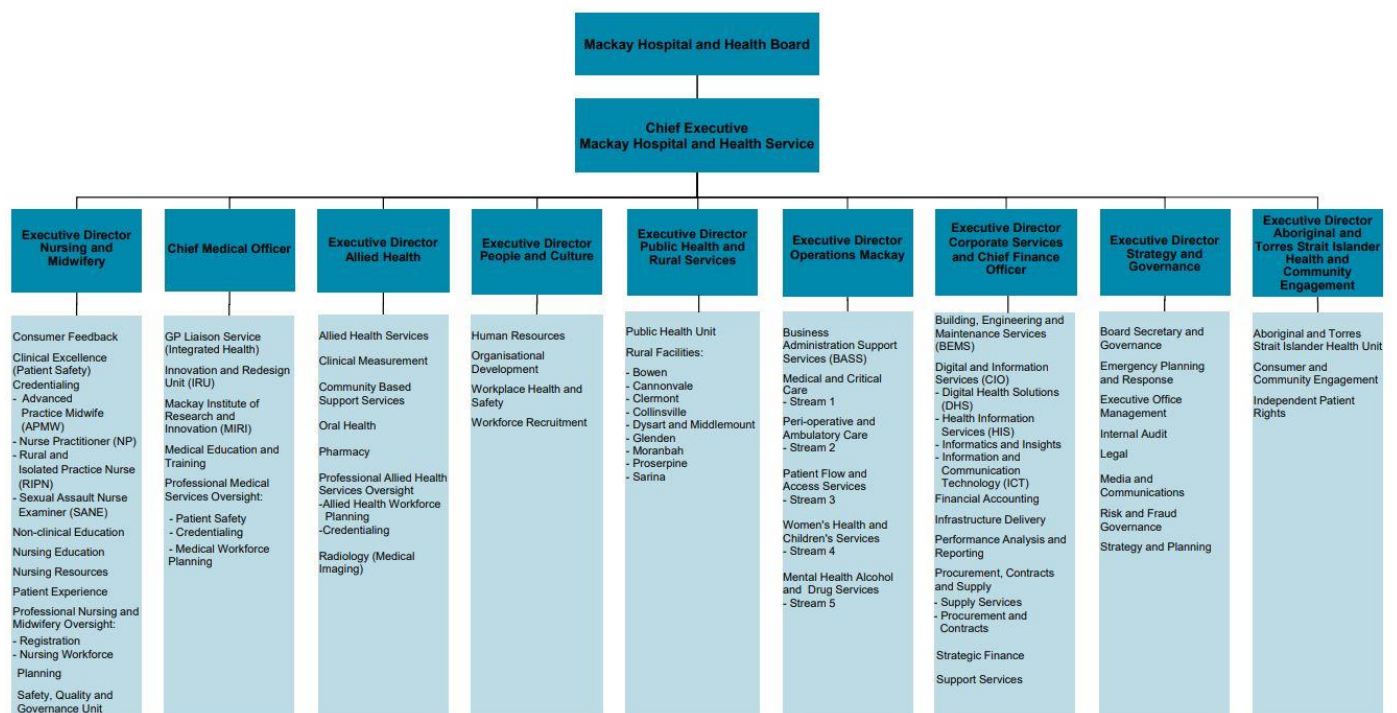 Mackay Hospital and Health Board
Chief Executive
Mackay Hospital and Health Service
Executive Director
Nursing and
Midwifery
Consumer Feedback
Clinical Excellence
(Patient Safety)
Credentialing
- Advanced
Practice Midwife
(APMW)
- Nurse Practitioner (NP)
- Rural and
Isolated Practice Nurse
(RIPN)
- Sexual Assault Nurse
Examiner (SANE)
Non-clinical Education
Nursing Education
Nursing Resources
Patient Experience
Professional Nursing and
Midwifery Oversight:
- Registration
- Nursing Workforce
Planning
Safety, Quality and
Governance Unit
Chief Medical Officer
GP Liaison Service
(Integrated Health)
Innovation and Redesign
Unit (IRU)
Mackay Institute of
Research and
Innovation (MIRI)
Medical Education and
Training
Professional Medical
Services Oversight:
- Patient Safety
- Credentialing
- Medical Workforce
Planning
Executive Director
Allied Health
Allied Health Services
Clinical Measurement
Community Based
Support Services
Oral Health
Pharmacy
Professional Allied Health
Services Oversight
-Allied Health Workforce
Planning
-Credentialing
Radiology (Medical
Imaging)
Executive Director
People and Culture
Human Resources
Organisational
Development
Workplace Health and
Safety
Workforce Recruitment
Executive Director
Public Health and
Rural Services
Public Health Unit
Rural Facilities:
- Bowen
- Cannonvale
- Clermont
- Collinsville
- Dysart and Middlemount
- Glenden
- Moranbah
- Proserpine
- Sarina
Executive Director
Operations Mackay
Business
Administration Support
Services (BASS)
Medical and Critical
Care
- Stream 1
Peri-operative and
Ambulatory Care
- Stream 2
Patient Flow and
Access Services
- Stream 3
Women's Health and
Children's Services
- Stream 4
Mental Health Alcohol
and Drug Services
- Stream 5
Executive Director
Corporate Services
and Chief Finance
Officer
Building, Engineering and
Maintenance Services
(BEMS)
Digital and Information
Services (CIO)
- Digital Health Solutions
(DHS)
- Health Information
Services (HIS)
- Informatics and Insights
- Information and
Communication
Technology (ICT)
Financial Accounting
Infrastructure Delivery
Performance Analysis and
Reporting
Procurement, Contracts
and Supply
- Supply Services
- Procurement and
Contracts
Strategic Finance
Support Services
Executive Director
Strategy and
Governance
Board Secretary and
Governance
Emergency Planning
and Response
Executive Office
Management
Internal Audit
Legal
Media and
Communications
Risk and Fraud
Governance
Strategy and Planning
Executive Director
Aboriginal and
Torres Strait Islander
Health and
Community
Engagement
Aboriginal and Torres
Strait Islander Health Unit
Consumer and
Community Engagement
Independent Patient
Rights